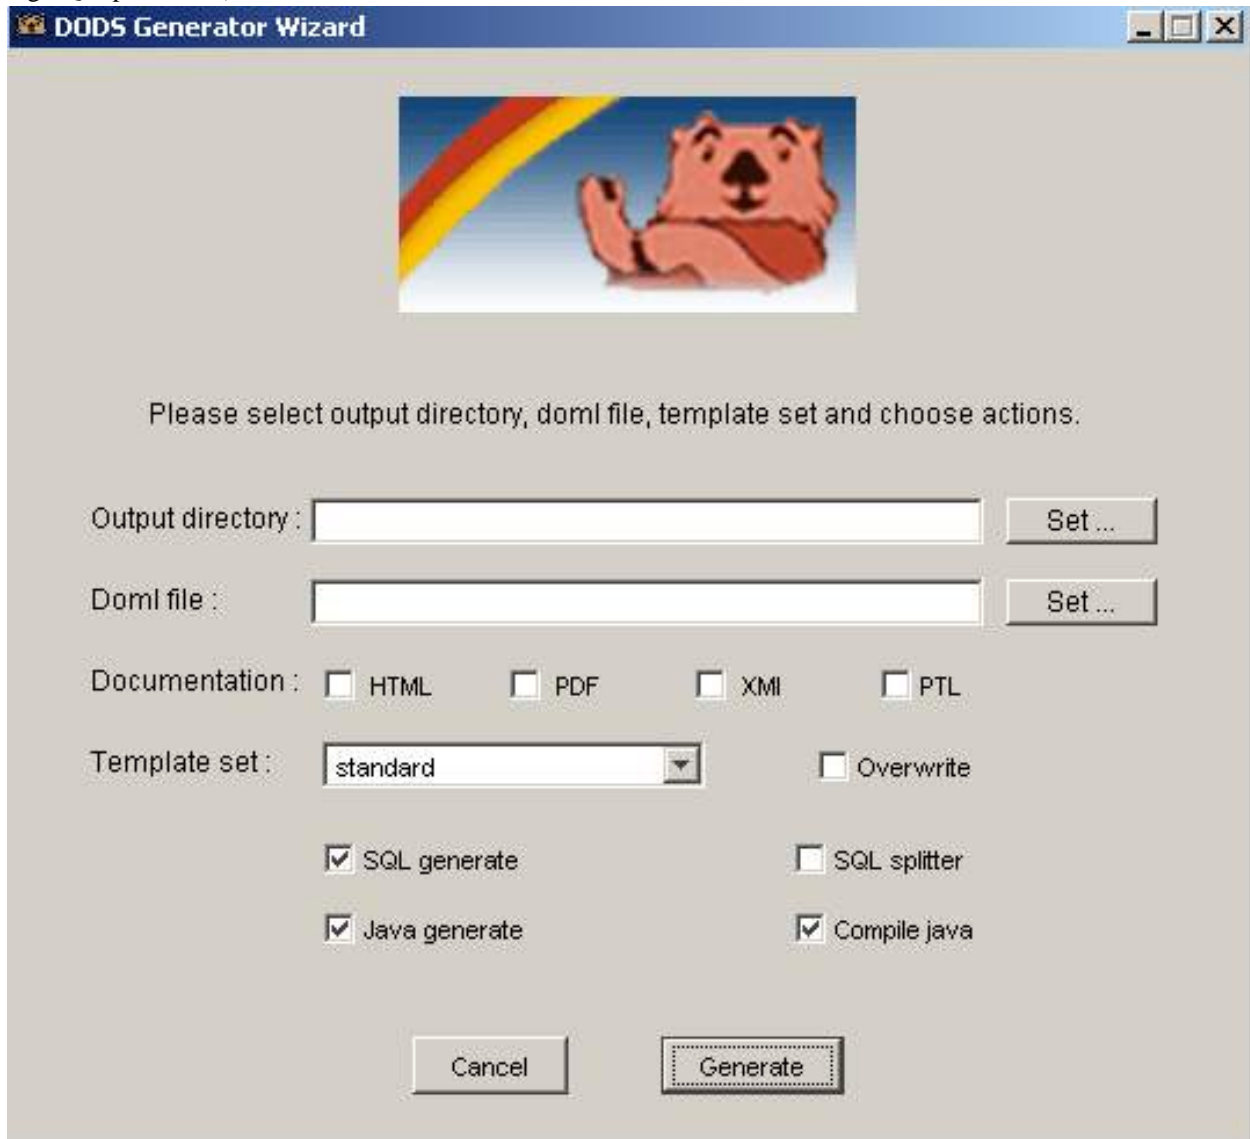 DODS Generator Wizard
Please select output directory, doml file, template set and choose actions.
Output directory : Set ...
Doml file : Set ...
Documentation : HTML PDF XMI PTL
Template set : standard Overwrite
SQL generate SQL splitter
Java generate Compile java
Cancel Generate